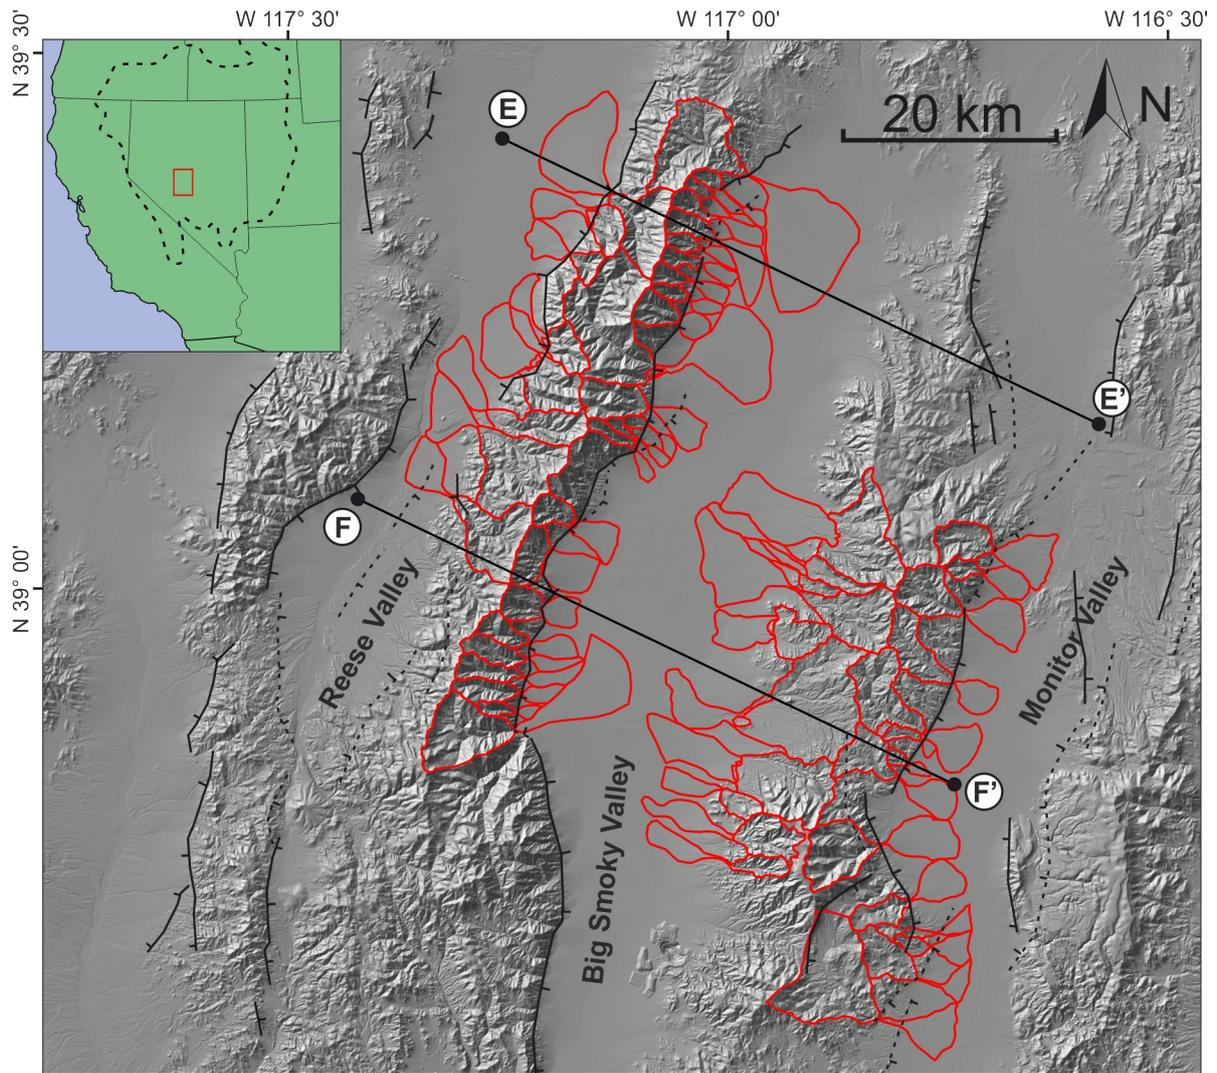 W 117° 30'
W 117° 00'
W 116° 30'
N 39° 30'
E
20 km
N
E'
F
N 39° 00'
Reese Valley
Monitor Valley
F'
Big Smoky Valley